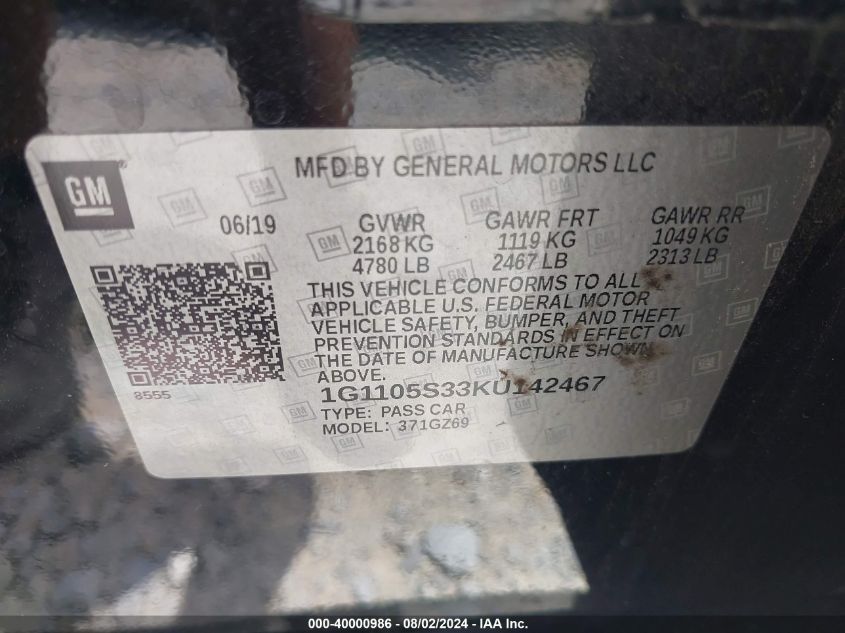 GM
MFD BY GENERAL MOTORS LLC
06/19
GVWR GAWR FRT GAWR RR
2168 KG 1119 KG 1049 KG
4780 LB 2467 LB 2313 LB
THIS VEHICLE CONFORMS TO ALL
APPLICABLE U.S. FEDERAL MOTOR
VEHICLE SAFETY, BUMPER, AND THEFT
PREVENTION STANDARDS IN EFFECT ON
THE DATE OF MANUFACTURE SHOWN
ABOVE.
8555
1G1105S33KU142467
TYPE: PASS CAR
MODEL: 371GZ69
000-40000986 - 08/02/2024 - IAA Inc.